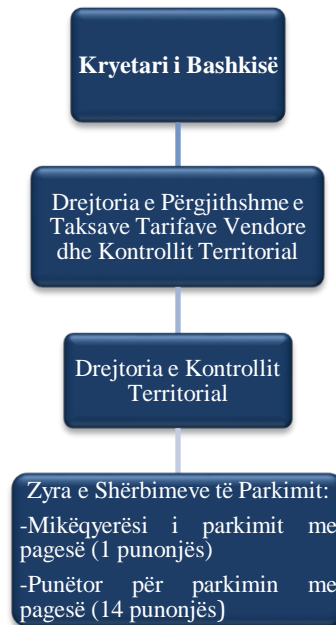 Kryetari i Bashkisë
Drejtoria e Përgjithshme e
Taksave Tarifave Vendore
dhe Kontrollit Territorial
Drejtoria e Kontrollit
Territorial
Zyra e Shërbimeve të Parkimit:
-Mikëqyerësi i parkimit me
pagesë (1 punonjës)
-Punëtor për parkimin me
pagesë (14 punonjës)